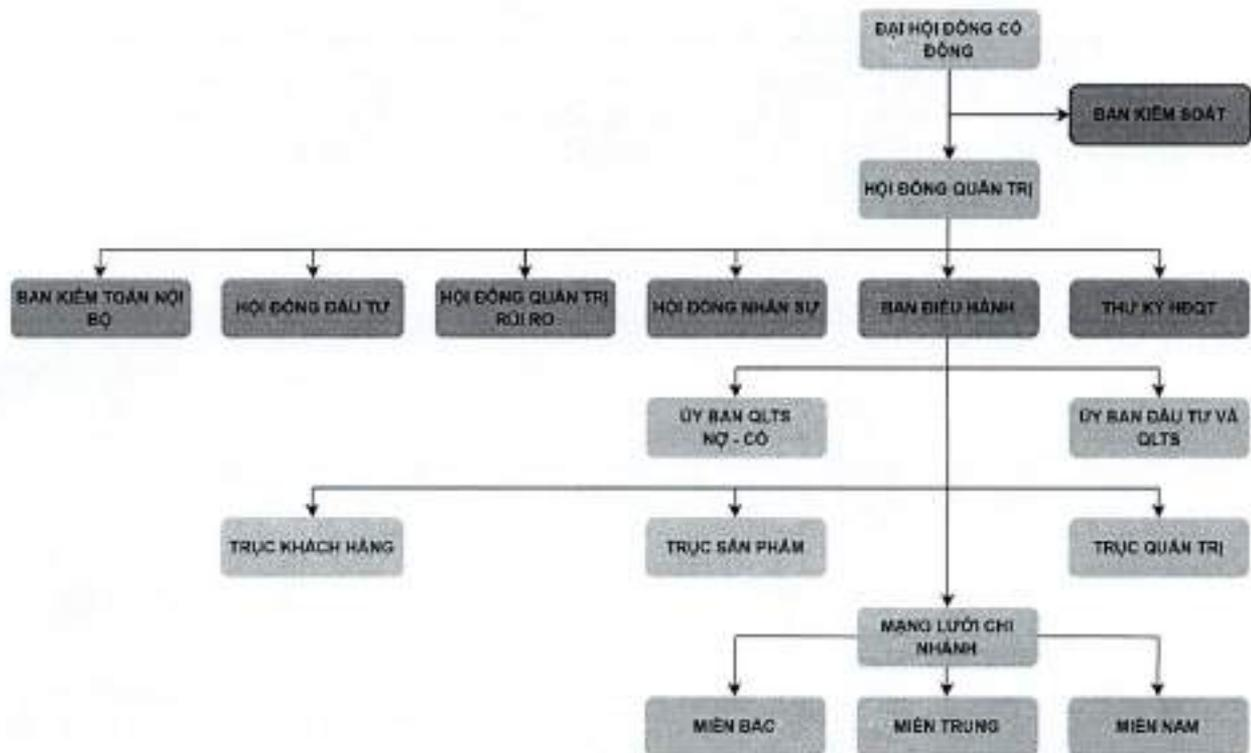 ĐẠI HỘI ĐỒNG CỔ
ĐÔNG
BAN KIỂM SOÁT
HỘI ĐỒNG QUẢN TRỊ
BAN KIỂM TOÁN NỘI
BỘ
HỘI ĐỒNG ĐẦU TƯ
HỘI ĐỒNG QUẢN TRỊ
RỦI RO
HỘI ĐỒNG NHÂN SỰ
BAN ĐIỀU HÀNH
THƯ KÝ HĐQT
ỦY BAN QLTS
NỢ - CÓ
ỦY BAN ĐẦU TƯ VÀ
QLTS
TRỤC KHÁCH HÀNG
TRỤC SẢN PHẨM
TRỤC QUẢN TRỊ
MẠNG LƯỚI CHI
NHÁNH
MIỀN BẮC
MIỀN TRUNG
MIỀN NAM